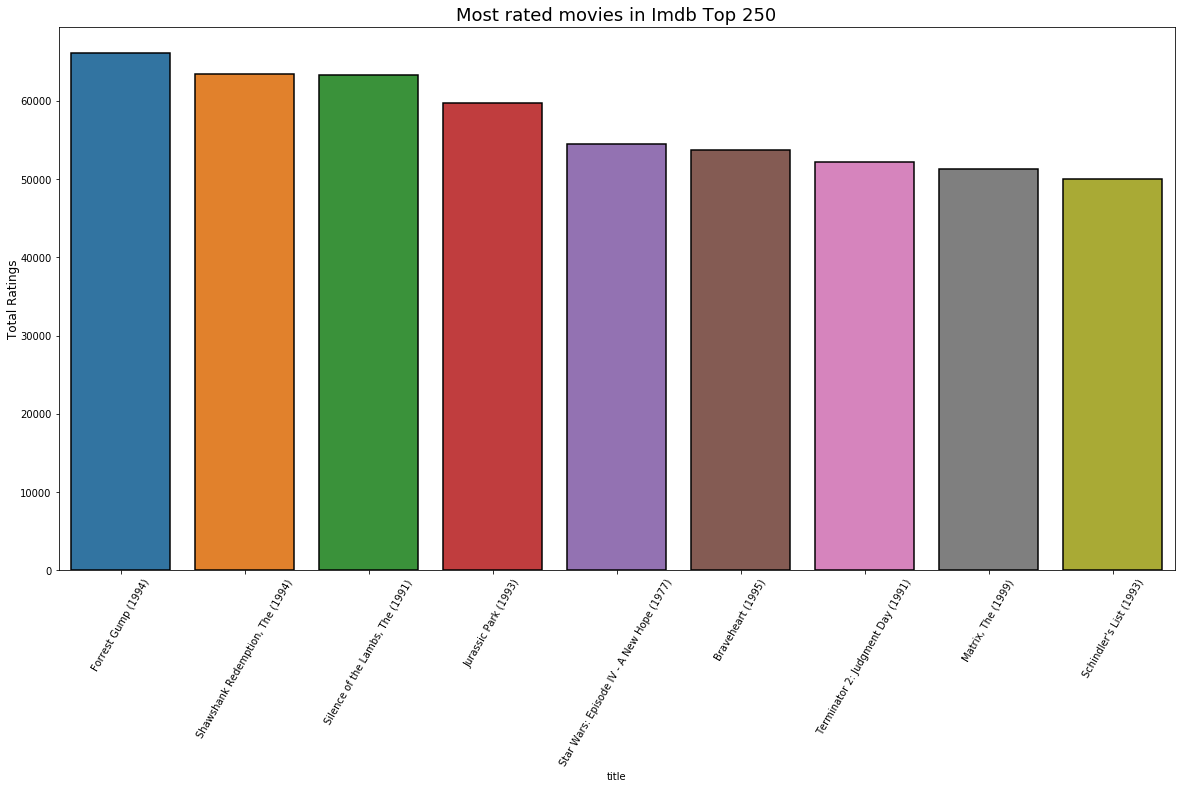 Most rated movies in Imdb Top 250
Total Ratings
60000
50000
40000
30000
20000
10000
0
Forrest Gump (1994)
Shawshank Redemption, The (1994)
Silence of the Lambs, The (1991)
Jurassic Park (1993)
Star Wars: Episode IV - A New Hope (1977)
Braveheart (1995)
Terminator 2: Judgment Day (1991)
Matrix, The (1999)
Schindler's List (1993)
title